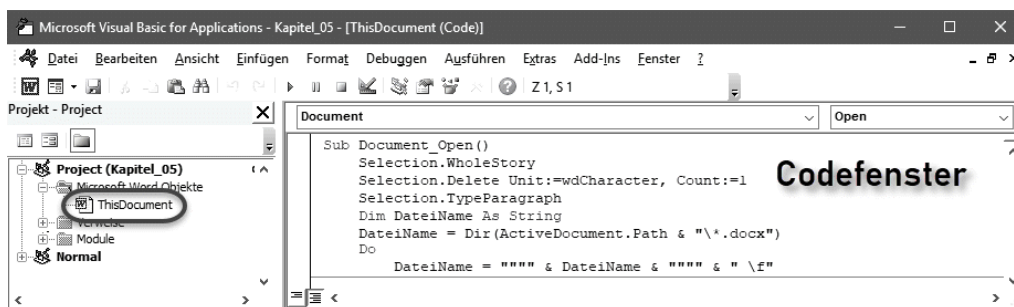 Microsoft Visual Basic for Applications - Kapitel_05 - [ThisDocument (Code)]
Datei Bearbeiten Ansicht Einfügen Format Debuggen Ausführen Extras Add-Ins Fenster ?
Z 1, S 1
Projekt - Project
Project (Kapitel_05)
Microsoft Word Objekte
ThisDocument
Verweise
Module
Normal
Document Open
Sub Document_Open()
Selection.WholeStory
Selection.Delete Unit:=wdCharacter, Count:=1
Selection.TypeParagraph
Dim DateiName As String
DateiName = Dir(ActiveDocument.Path & "\*.docx")
Do
DateiName = """" & DateiName & """" & " \f"
Codefenster